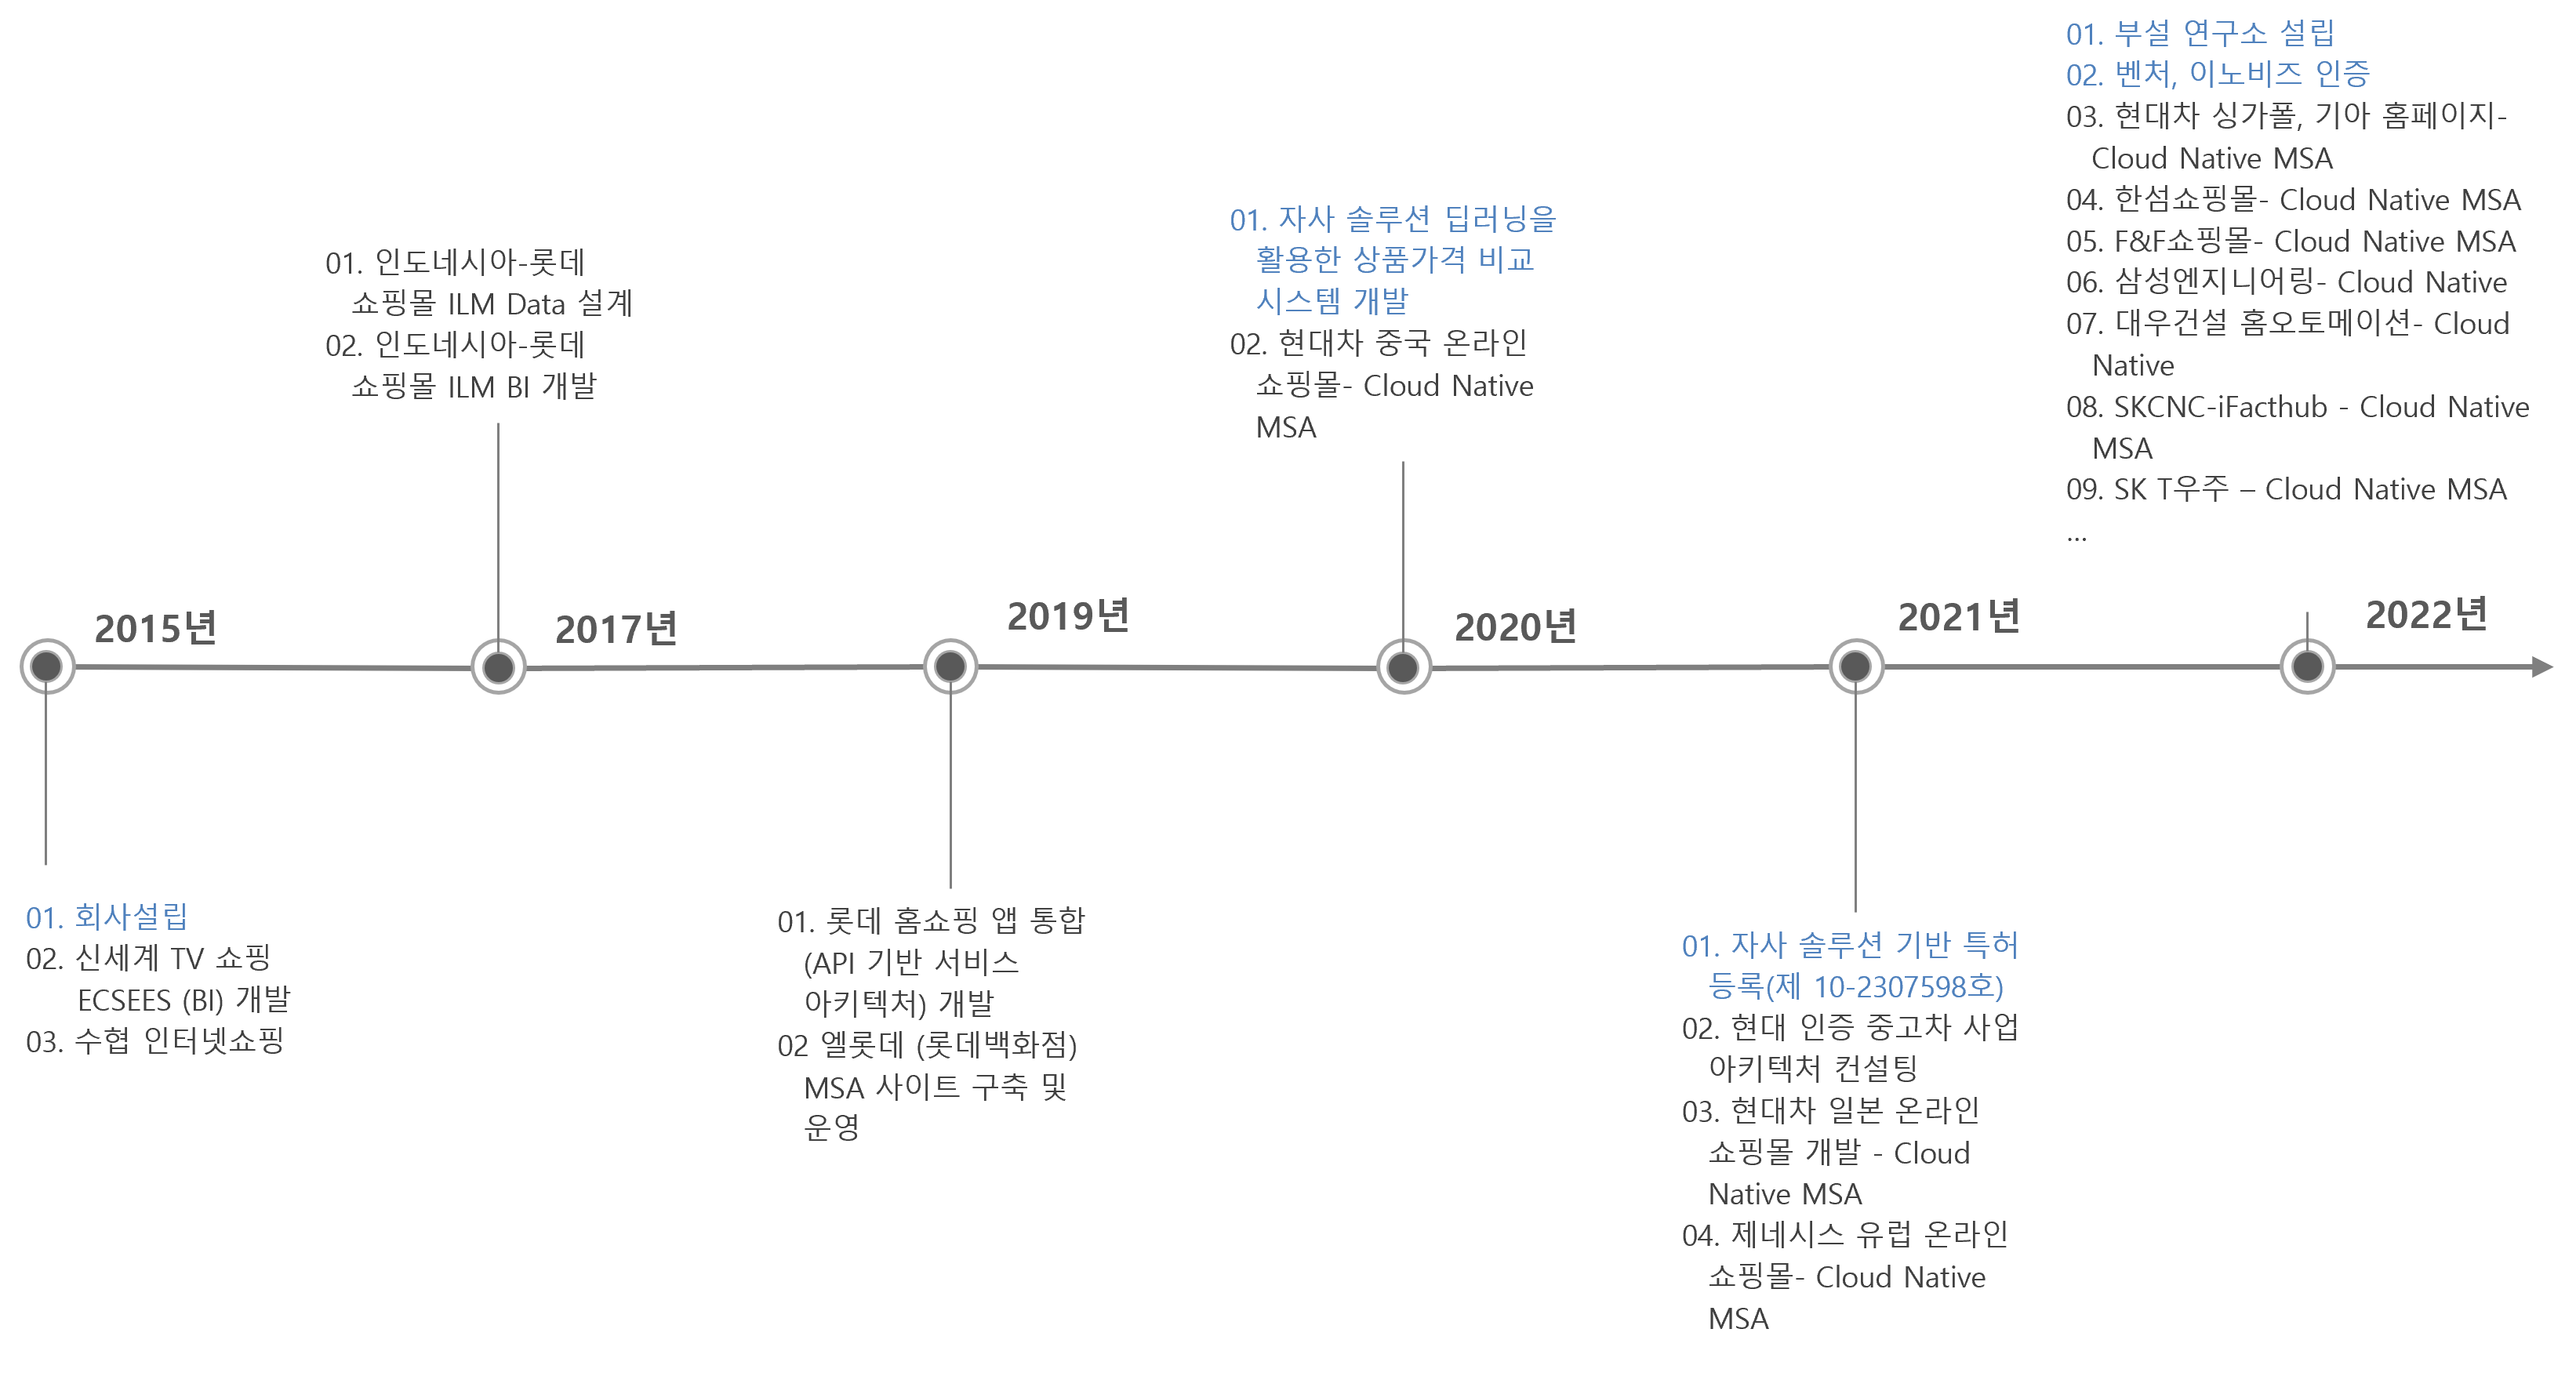 2015년
01. 회사설립
02. 신세계 TV 쇼핑
ECSEES (BI) 개발
03. 수협 인터넷쇼핑
01. 인도네시아-롯데
쇼핑몰 ILM Data 설계
02. 인도네시아-롯데
쇼핑몰 ILM BI 개발
2017년
2019년
01. 롯데 홈쇼핑 앱 통합
(API 기반 서비스
아키텍처) 개발
02 엘롯데 (롯데백화점)
MSA 사이트 구축 및
운영
01. 자사 솔루션 딥러닝을
활용한 상품가격 비교
시스템 개발
02. 현대차 중국 온라인
쇼핑몰- Cloud Native
MSA
2020년
2021년
01. 자사 솔루션 기반 특허
등록(제 10-2307598호)
02. 현대 인증 중고차 사업
아키텍처 컨설팅
03. 현대차 일본 온라인
쇼핑몰 개발 - Cloud
Native MSA
04. 제네시스 유럽 온라인
쇼핑몰- Cloud Native
MSA
01. 부설 연구소 설립
02. 벤처, 이노비즈 인증
03. 현대차 싱가폴, 기아 홈페이지-
Cloud Native MSA
04. 한섬쇼핑몰- Cloud Native MSA
05. F&F쇼핑몰- Cloud Native MSA
06. 삼성엔지니어링- Cloud Native
07. 대우건설 홈오토메이션- Cloud
Native
08. SKCNC-iFacthub - Cloud Native
MSA
09. SK T우주 – Cloud Native MSA
...
2022년